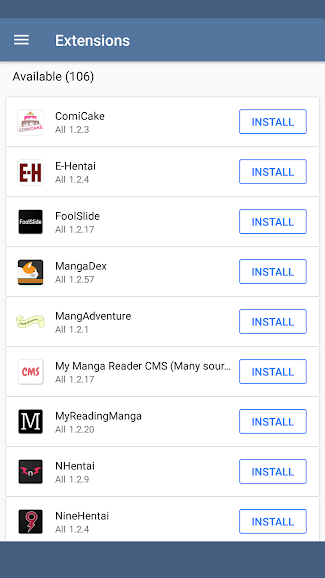 Extensions
Available (106)
COMICAKE
ComiCake
All 1.2.3
INSTALL
E-H
E-Hentai
All 1.2.4
INSTALL
FoolSlide
FoolSlide
All 1.2.17
INSTALL
MangaDex
All 1.2.57
INSTALL
MangAdventure
All 1.2.1
INSTALL
CMS
My Manga Reader CMS (Many sour...
All 1.2.17
INSTALL
M
MyReadingManga
All 1.2.20
INSTALL
n
NHentai
All 1.2.9
INSTALL
NineHentai
All 1.2.4
INSTALL